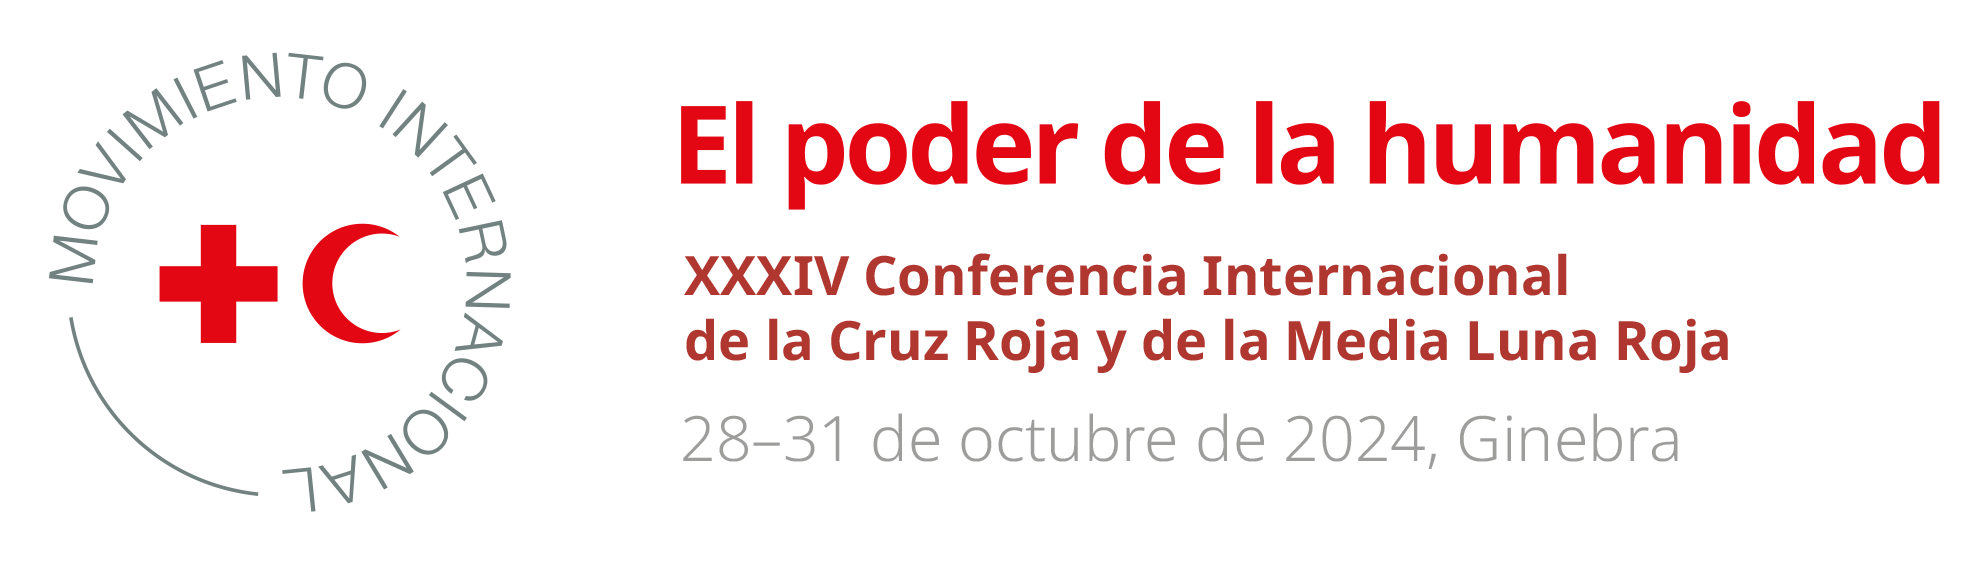 MOVIMIENTO INTERNACIONAL
El poder de la humanidad
XXXIV Conferencia Internacional
de la Cruz Roja y de la Media Luna Roja
28–31 de octubre de 2024, Ginebra